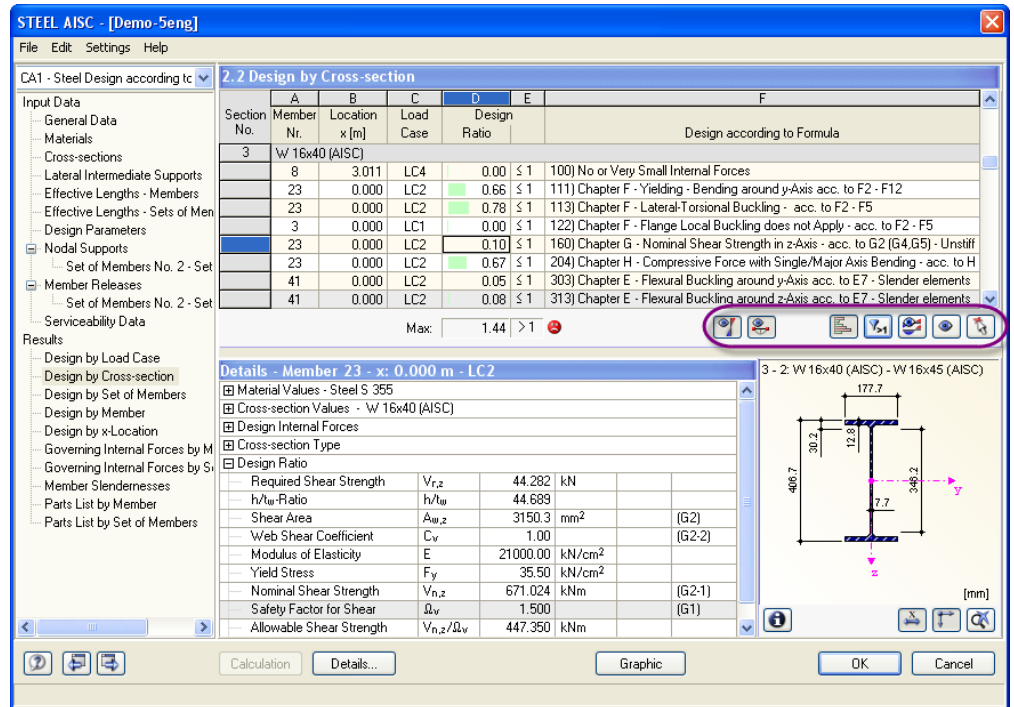 STEEL AISC - [Demo-5eng]
File Edit Settings Help
CA1 - Steel Design according tc
Input Data
General Data
Materials
Cross-sections
Lateral Intermediate Supports
Effective Lengths - Members
Effective Lengths - Sets of Men
Design Parameters
Nodal Supports
Set of Members No. 2 - Set
Member Releases
Set of Members No. 2 - Set
Serviceability Data
Results
Design by Load Case
Design by Cross-section
Design by Set of Members
Design by Member
Design by x-Location
Governing Internal Forces by M
Governing Internal Forces by S
Member Slendernesses
Parts List by Member
Parts List by Set of Members
2.2 Design by Cross-section
A B C D E F
Section Member Location Load Design
No. Nr. x [m] Case Ratio Design according to Formula
3 W 16x40 (AISC)
8 3.011 LC4 0.00 ≤ 1 100) No or Very Small Internal Forces
23 0.000 LC2 0.66 ≤ 1 111) Chapter F - Yielding - Bending around y-Axis acc. to F2 - F12
23 0.000 LC2 0.78 ≤ 1 113) Chapter F - Lateral-Torsional Buckling - acc. to F2 - F5
3 0.000 LC1 0.00 ≤ 1 122) Chapter F - Flange Local Buckling does not Apply - acc. to F2 - F5
23 0.000 LC2 0.10 ≤ 1 160) Chapter G - Nominal Shear Strength in z-Axis - acc. to G2 (G4,G5) - Unstiff
23 0.000 LC2 0.67 ≤ 1 204) Chapter H - Compressive Force with Single/Major Axis Bending - acc. to H
41 0.000 LC2 0.05 ≤ 1 303) Chapter E - Flexural Buckling around y-Axis acc. to E7 - Slender elements
41 0.000 LC2 0.08 ≤ 1 313) Chapter E - Flexural Buckling around z-Axis acc. to E7 - Slender elements
Max: 1.44 > 1
Details - Member 23 - x: 0.000 m - LC2
Material Values - Steel S 355
Cross-section Values - W 16x40 (AISC)
Design Internal Forces
Cross-section Type
Design Ratio
Required Shear Strength Vr,z 44.282 kN
h/tw-Ratio h/tw 44.689
Shear Area Aw,z 3150.3 mm² (G2)
Web Shear Coefficient Cv 1.00 (G2-2)
Modulus of Elasticity E 21000.00 kN/cm²
Yield Stress Fy 35.50 kN/cm²
Nominal Shear Strength Vn,z 671.024 kNm (G2-1)
Safety Factor for Shear Ωv 1.500 (G1)
Allowable Shear Strength Vn,z/Ωv 447.350 kNm
3 - 2: W 16x40 (AISC) - W 16x45 (AISC)
177.7
30.2
12.8
406.7
346.2
7.7
y
z
[mm]
Calculation Details... Graphic OK Cancel